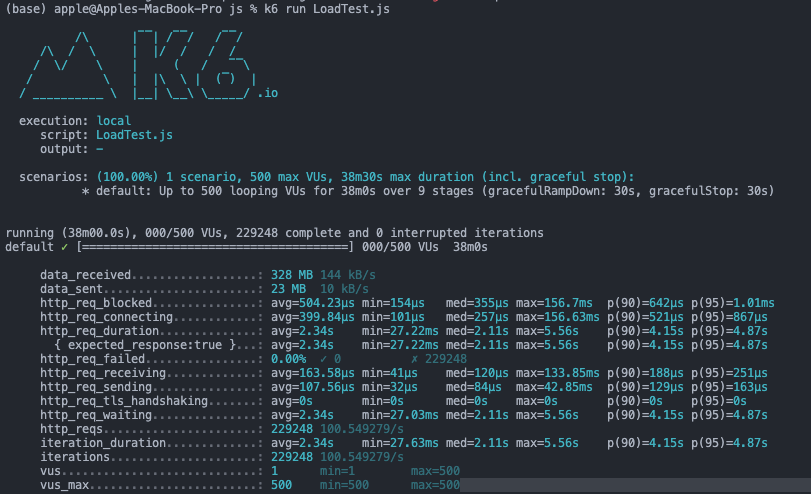 (base) apple@Apples-MacBook-Pro js % k6 run LoadTest.js
K6
.io
execution: local
script: LoadTest.js
output: -
scenarios: (100.00%) 1 scenario, 500 max VUs, 38m30s max duration (incl. graceful stop):
* default: Up to 500 looping VUs for 38m0s over 9 stages (gracefulRampDown: 30s, gracefulStop: 30s)
running (38m00.0s), 000/500 VUs, 229248 complete and 0 interrupted iterations
default ✓ [======================================] 000/500 VUs  38m0s
data_received..................: 328 MB 144 kB/s
data_sent......................: 23 MB  10 kB/s
http_req_blocked...............: avg=504.23µs min=154µs   med=355µs max=156.7ms  p(90)=642µs p(95)=1.01ms
http_req_connecting............: avg=399.84µs min=101µs   med=257µs max=156.63ms p(90)=521µs p(95)=867µs
http_req_duration..............: avg=2.34s    min=27.22ms med=2.11s max=5.56s    p(90)=4.15s p(95)=4.87s
{ expected_response:true }...: avg=2.34s    min=27.22ms med=2.11s max=5.56s    p(90)=4.15s p(95)=4.87s
http_req_failed................: 0.00%  ✓ 0          ✗ 229248
http_req_receiving.............: avg=163.58µs min=41µs    med=120µs max=133.85ms p(90)=188µs p(95)=251µs
http_req_sending...............: avg=107.56µs min=32µs    med=84µs  max=42.85ms  p(90)=129µs p(95)=163µs
http_req_tls_handshaking.......: avg=0s       min=0s      med=0s    max=0s       p(90)=0s    p(95)=0s
http_req_waiting...............: avg=2.34s    min=27.03ms med=2.11s max=5.56s    p(90)=4.15s p(95)=4.87s
http_reqs......................: 229248 100.549279/s
iteration_duration.............: avg=2.34s    min=27.63ms med=2.11s max=5.56s    p(90)=4.15s p(95)=4.87s
iterations.....................: 229248 100.549279/s
vus............................: 1      min=1        max=500
vus_max........................: 500    min=500      max=500